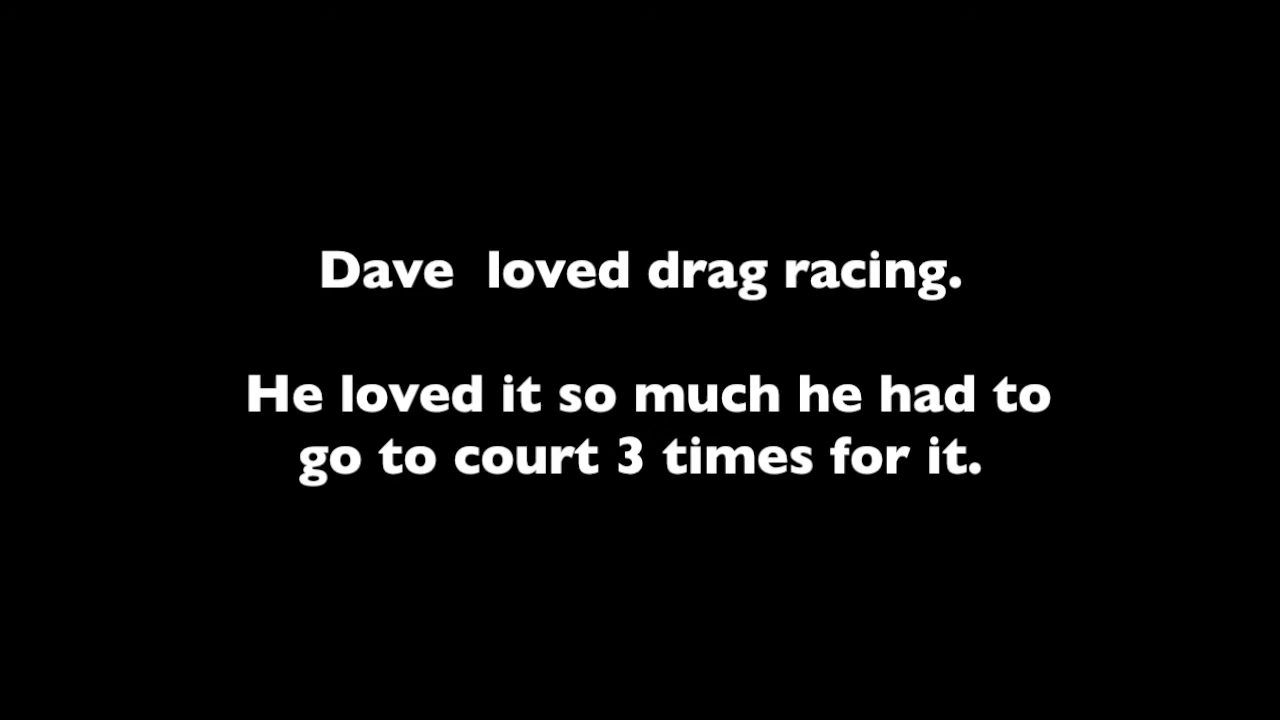 Dave  loved drag racing.
He loved it so much he had to
go to court 3 times for it.